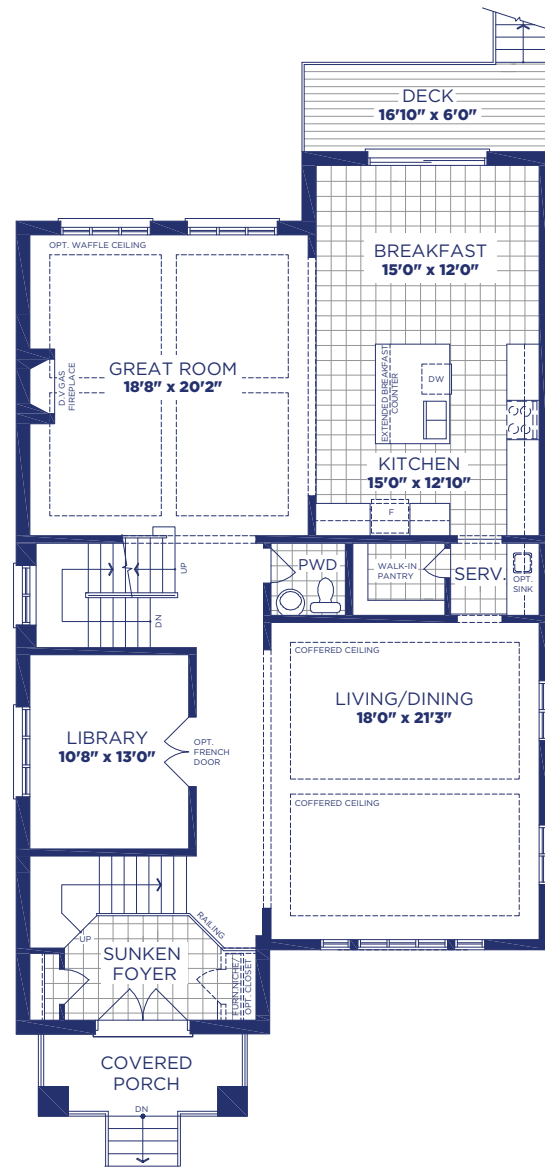 DECK
16'10" x 6'0"
BREAKFAST
15'0" x 12'0"
OPT. WAFFLE CEILING
GREAT ROOM
18'8" x 20'2"
D.V GAS
FIREPLACE
EXTENDED BREAKFAST
COUNTER
DW
KITCHEN
15'0" x 12'10"
F
UP
DN
PWD
WALK-IN
PANTRY
SERV.
OPT.
SINK
COFFERED CEILING
LIVING/DINING
18'0" x 21'3"
COFFERED CEILING
LIBRARY
10'8" x 13'0"
OPT.
FRENCH
DOOR
RAILING
UP
SUNKEN
FOYER
FURN.NICHE/
OPT. CLOSET
COVERED
PORCH
DN